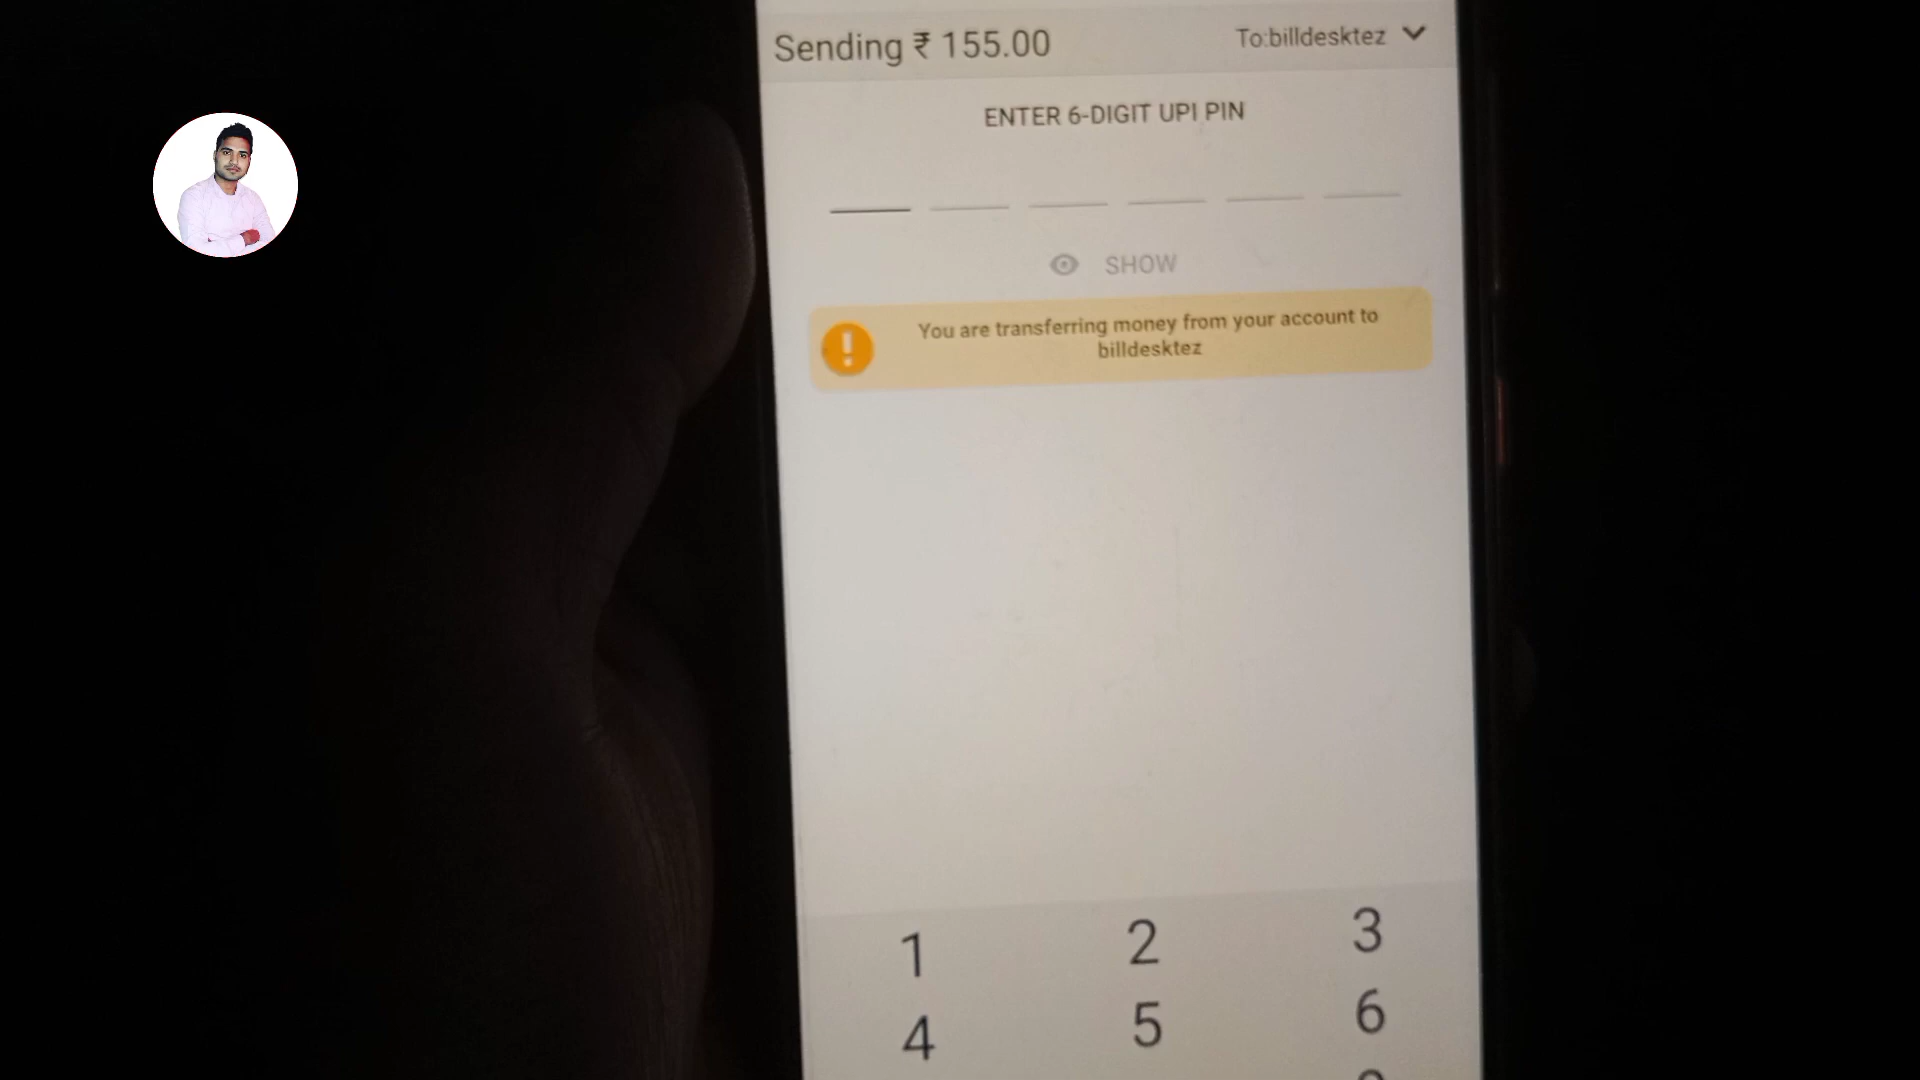 Sending ₹ 155.00
To:billdesktez
ENTER 6-DIGIT UPI PIN
SHOW
You are transferring money from your account to
billdesktez
1 2 3
4 5 6